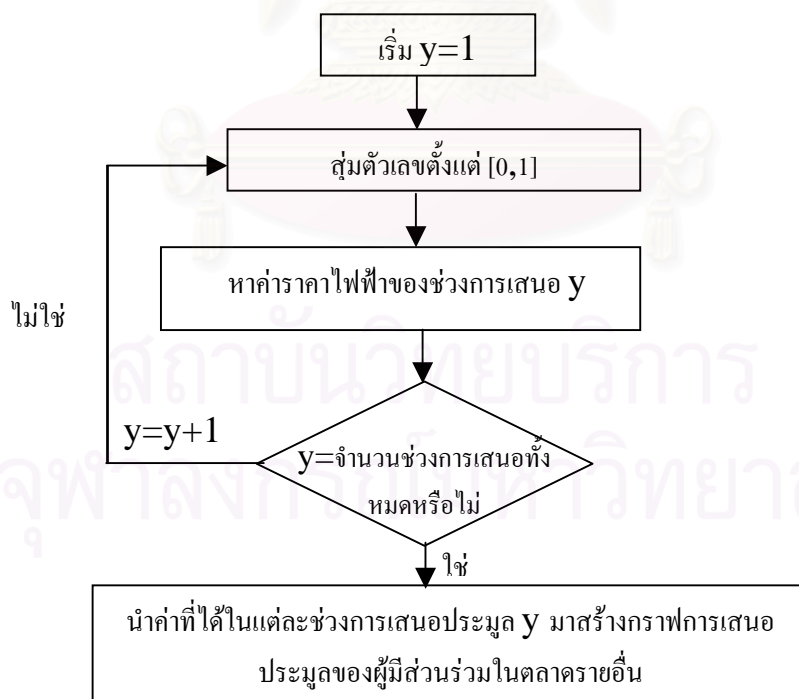 เริ่ม y=1
สุ่มตัวเลขตั้งแต่ [0,1]
หาค่าราคาไฟฟ้าของช่วงการเสนอ y
ไม่ใช่
y=y+1
y=จำนวนช่วงการเสนอทั้ง
หมดหรือไม่
ใช่
นำค่าที่ได้ในแต่ละช่วงการเสนอประมูล y มาสร้างกราฟการเสนอ
ประมูลของผู้มีส่วนร่วมในตลาดรายอื่น
สถาบันวิทยบริการ
จุฬาลงกรณ์มหาวิทยาล